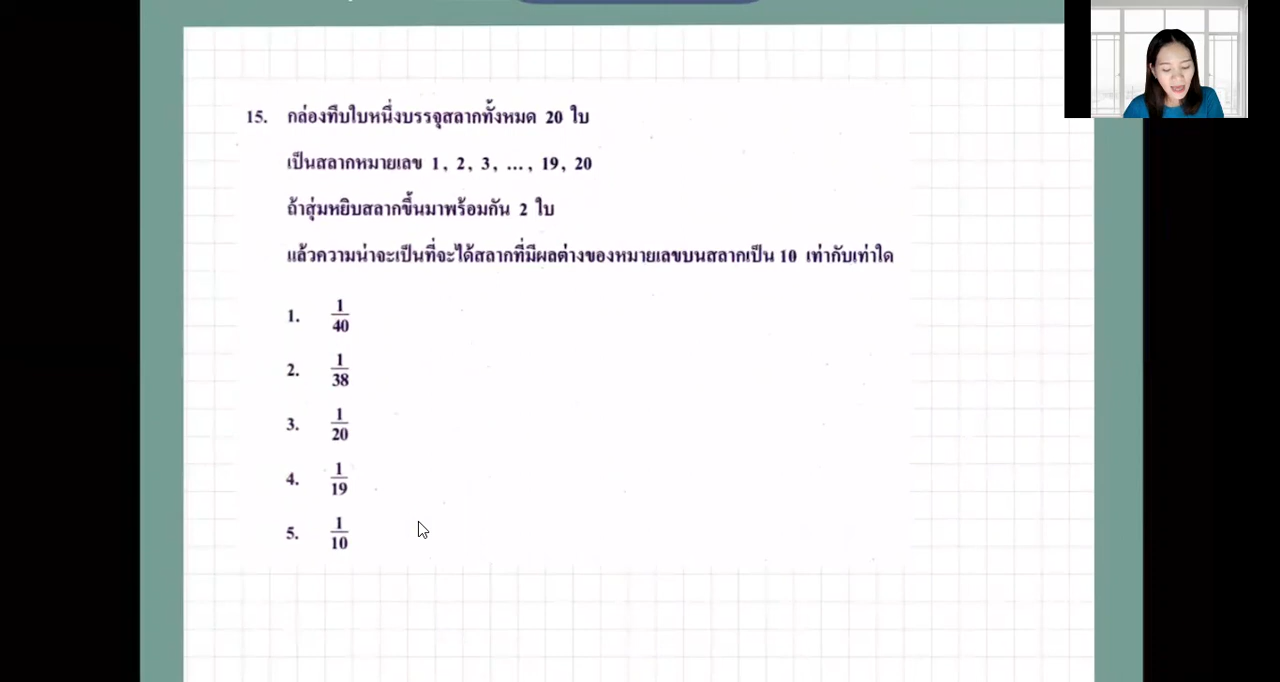 15. กล่องทึบใบหนึ่งบรรจุสลากทั้งหมด 20 ใบ
เป็นสลากหมายเลข 1, 2, 3, ..., 19, 20
ถ้าสุ่มหยิบสลากขึ้นมาพร้อมกัน 2 ใบ
แล้วความน่าจะเป็นที่จะได้สลากที่มีผลต่างของหมายเลขบนสลากเป็น 10 เท่ากับเท่าใด
1. 1/40
2. 1/38
3. 1/20
4. 1/19
5. 1/10